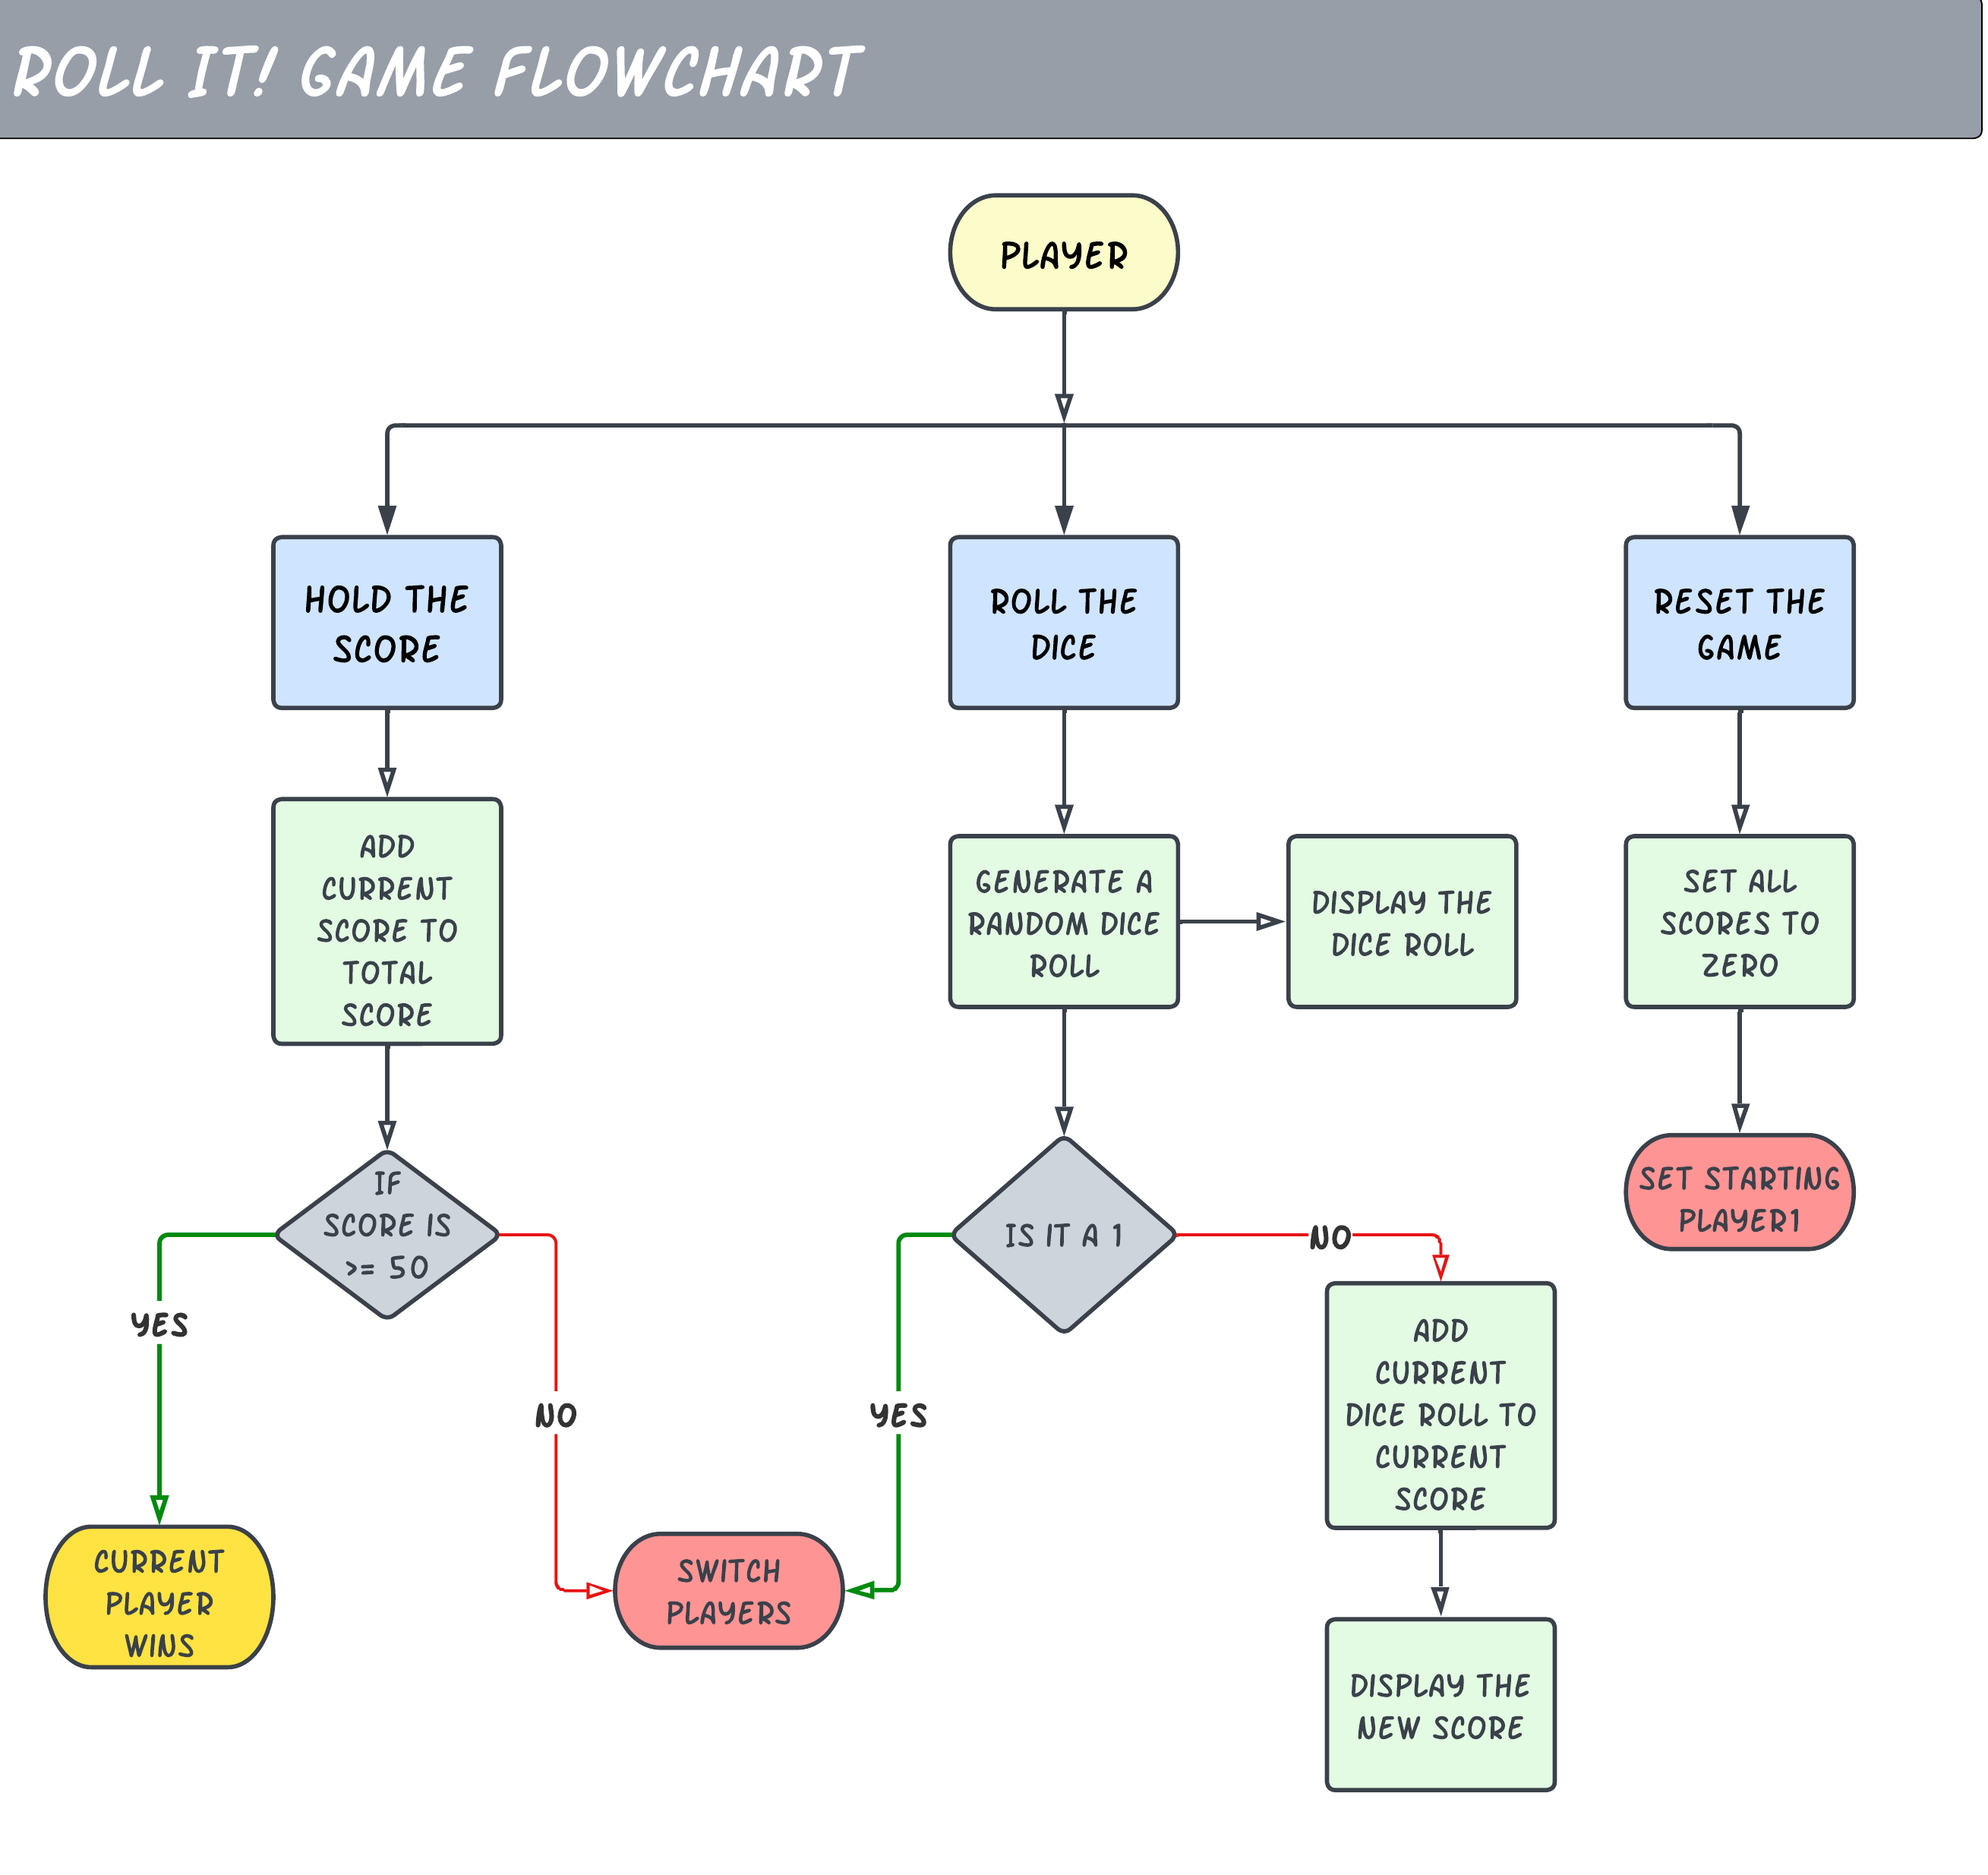 ROLL IT! GAME FLOWCHART
PLAYER
HOLD THE
SCORE
ROLL THE
DICE
RESET THE
GAME
ADD
CURRENT
SCORE TO
TOTAL
SCORE
GENERATE A
RANDOM DICE
ROLL
DISPLAY THE
DICE ROLL
SET ALL
SCORES TO
ZERO
IF
SCORE IS
>= 50
IS IT A 1
SET STARTING
PLAYER1
YES
NO
YES
NO
ADD
CURRENT
DICE ROLL TO
CURRENT
SCORE
CURRENT
PLAYER
WINS
SWITCH
PLAYERS
DISPLAY THE
NEW SCORE